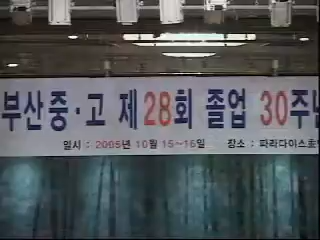 부산중·고 제28회 졸업 30주년
일시 : 2005년 10월 15~16일 장소 : 파라다이스호텔